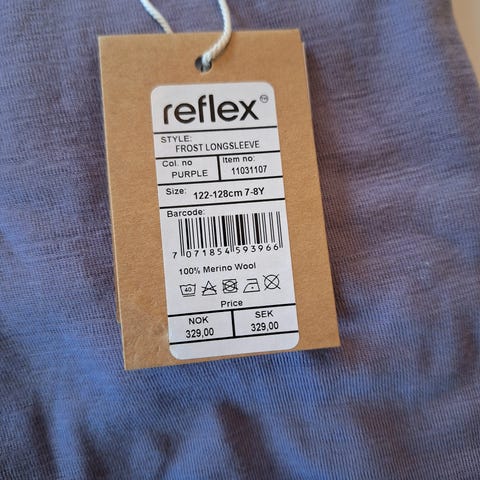 reflex
STYLE:
FROST LONGSLEEVE
Col. no Item no:
PURPLE 11031107
Size: 122-128cm 7-8Y
Barcode:
7 071854 593966
100% Merino Wool
40
Price
NOK SEK
329,00 329,00